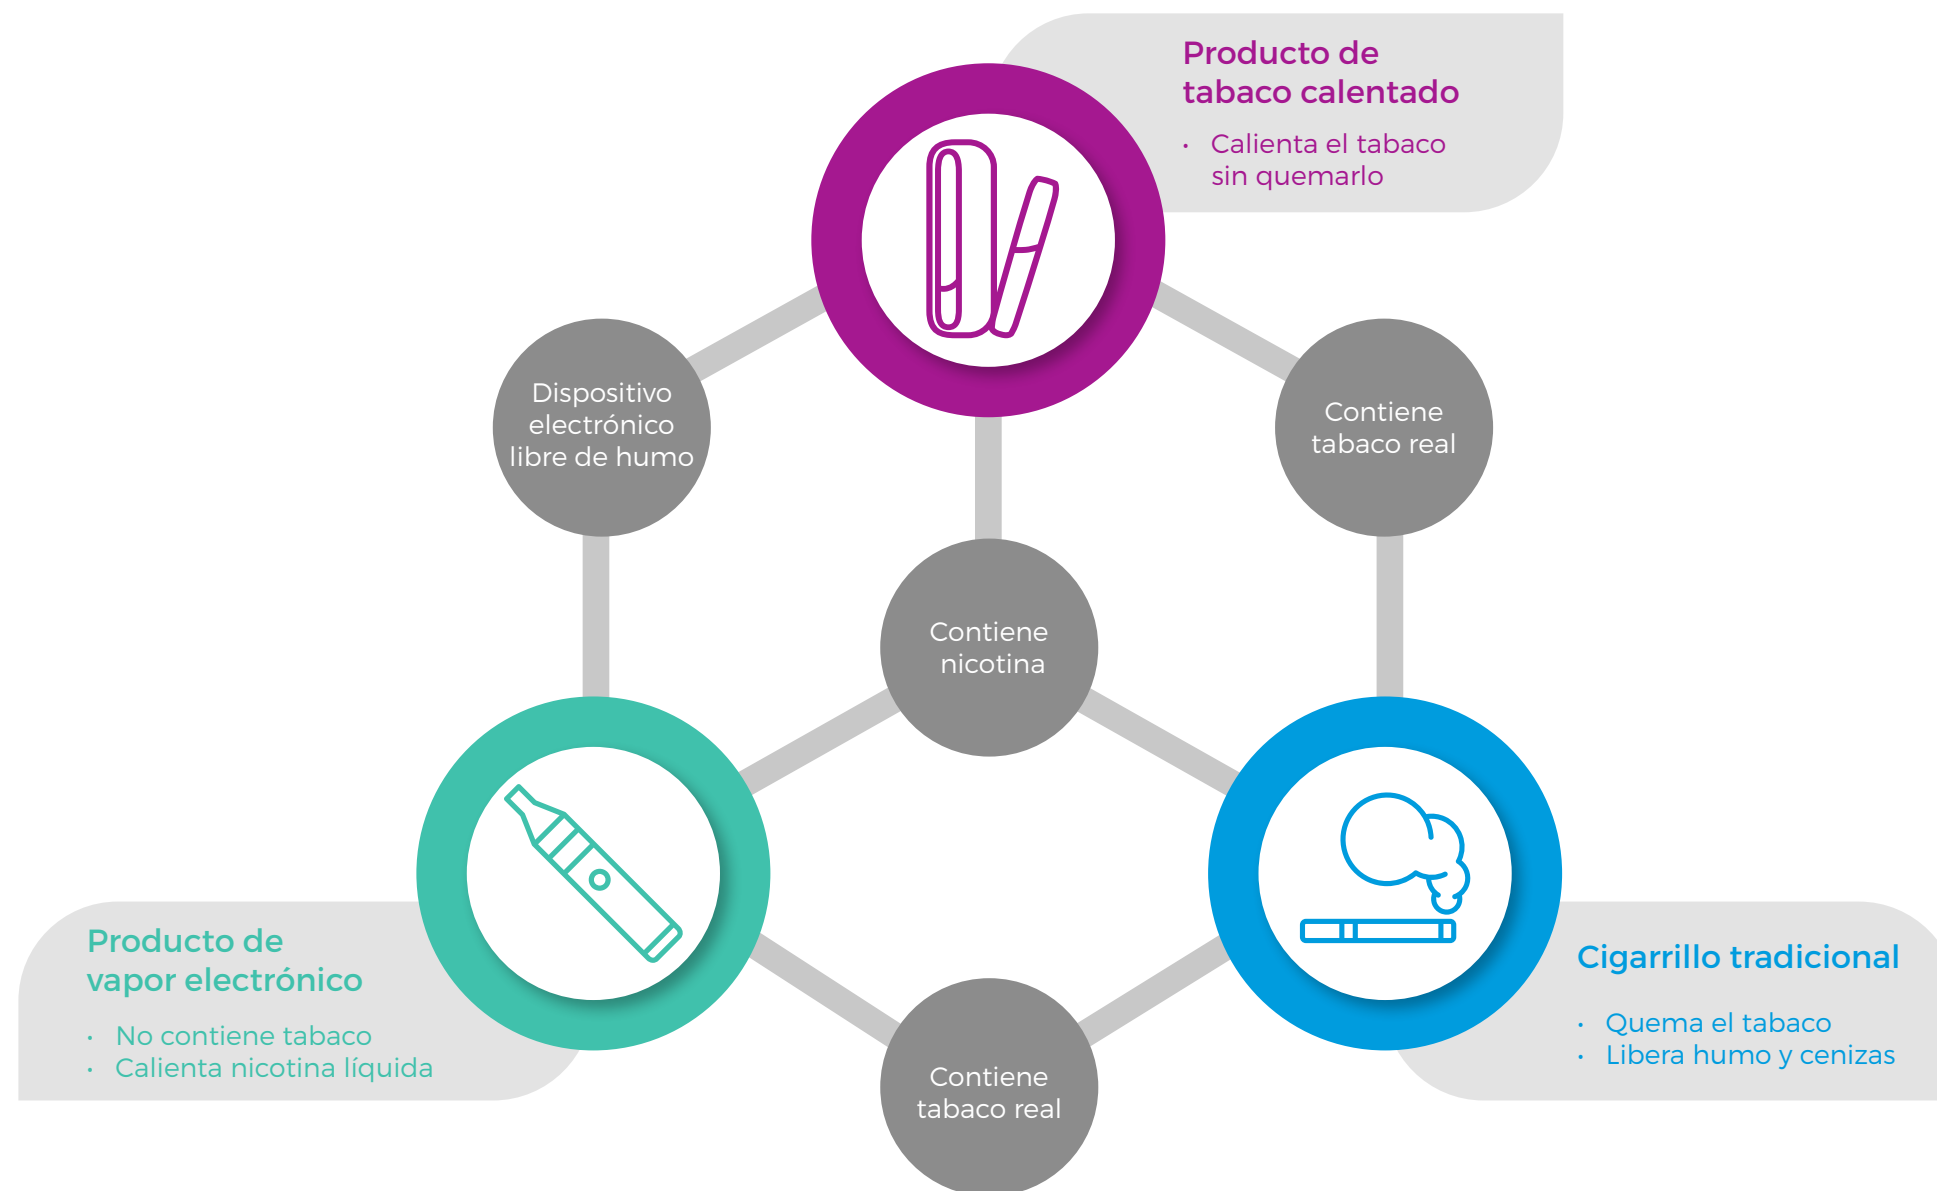 Producto de
tabaco calentado
• Calienta el tabaco
sin quemarlo
Dispositivo
electrónico
libre de humo
Contiene
tabaco real
Contiene
nicotina
Producto de
vapor electrónico
• No contiene tabaco
• Calienta nicotina líquida
Cigarrillo tradicional
• Quema el tabaco
• Libera humo y cenizas
Contiene
tabaco real